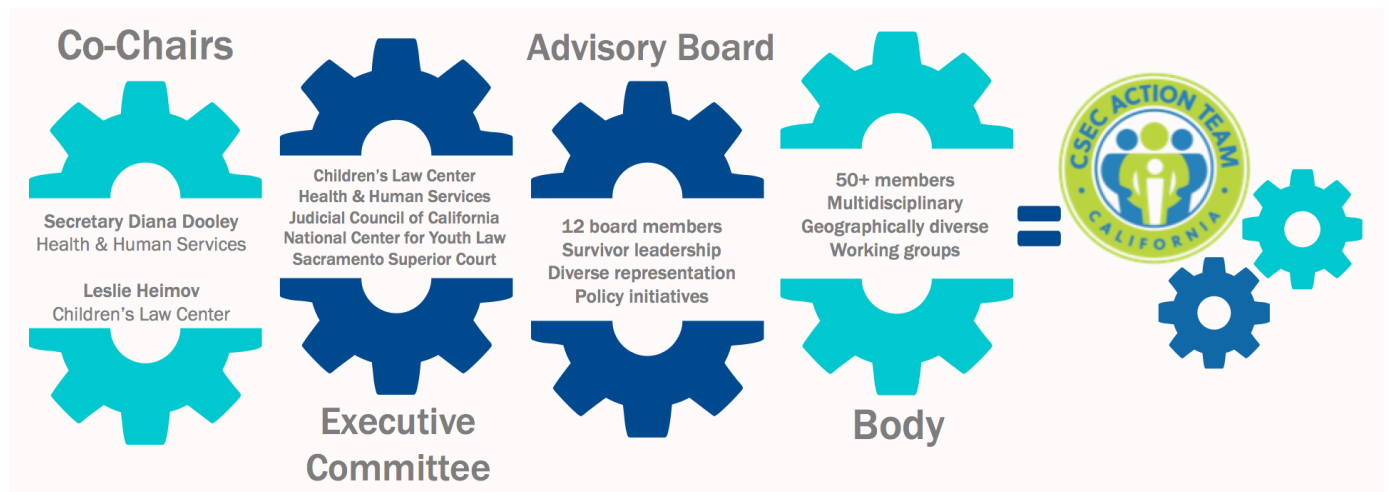 Co-Chairs
Secretary Diana Dooley
Health & Human Services
Leslie Heimov
Children's Law Center
Children's Law Center
Health & Human Services
Judicial Council of California
National Center for Youth Law
Sacramento Superior Court
Executive
Committee
Advisory Board
12 board members
Survivor leadership
Diverse representation
Policy initiatives
50+ members
Multidisciplinary
Geographically diverse
Working groups
Body
=
CSEC ACTION TEAM
• CALIFORNIA •